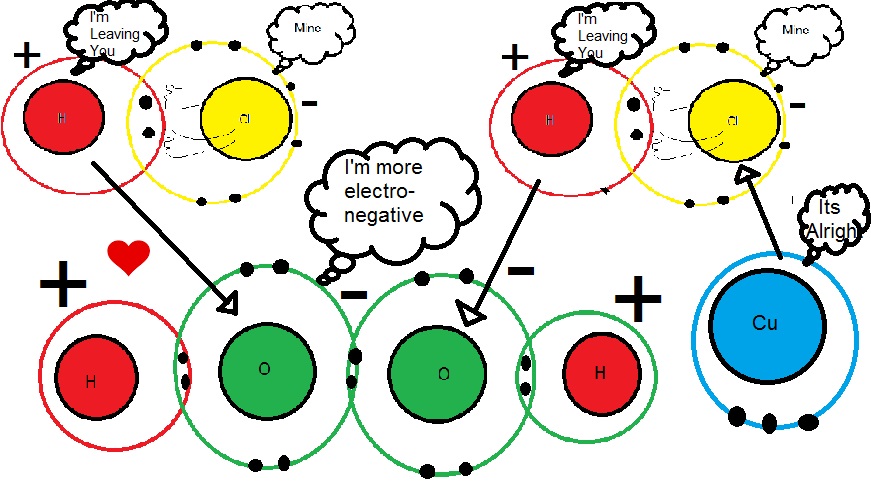 I'm
Leaving
You
Mine
I'm
Leaving
You
Mine
+
+
H
Cl
-
H
Cl
-
I'm more
electro-
negative
Its
Alrigh
+
-
-
+
Cu
H
O
O
H